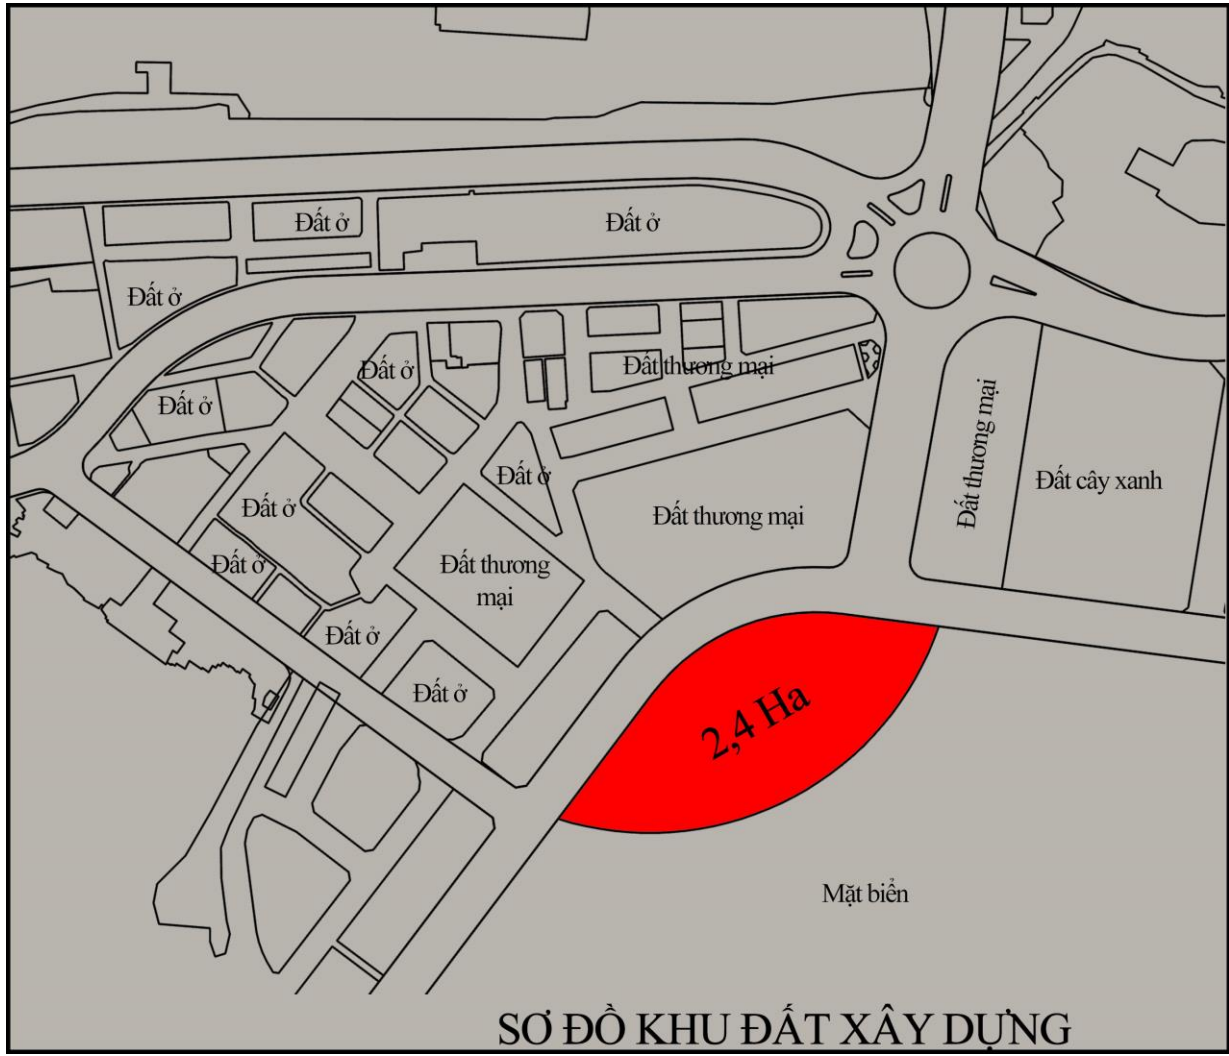 Đất ở
Đất ở
Đất ở
Đất ở
Đất thương mại
Đất ở
Đất thương mại
Đất cây xanh
Đất ở
Đất ở
Đất thương mại
Đất ở
Đất thương
mại
Đất ở
Đất ở
2,4 Ha
Mặt biển
SƠ ĐỒ KHU ĐẤT XÂY DỰNG